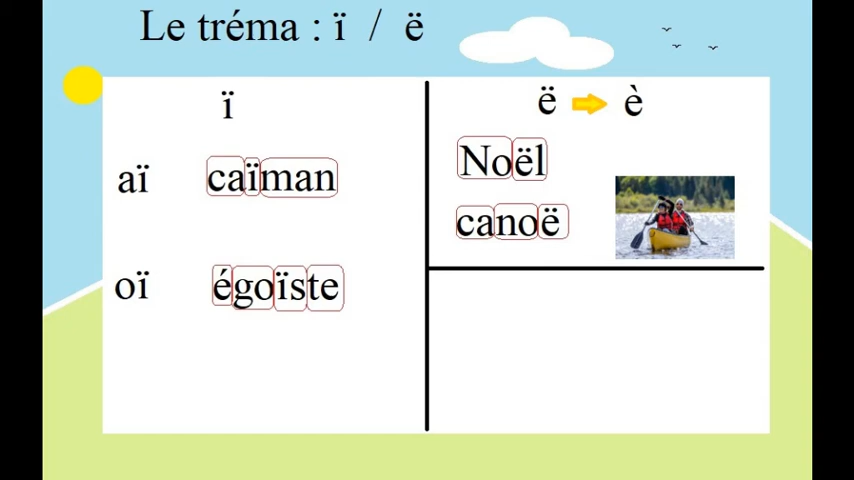 Le tréma : ï / ë
ï
aï caïman
oï égoïste
ë è
Noël
canoë